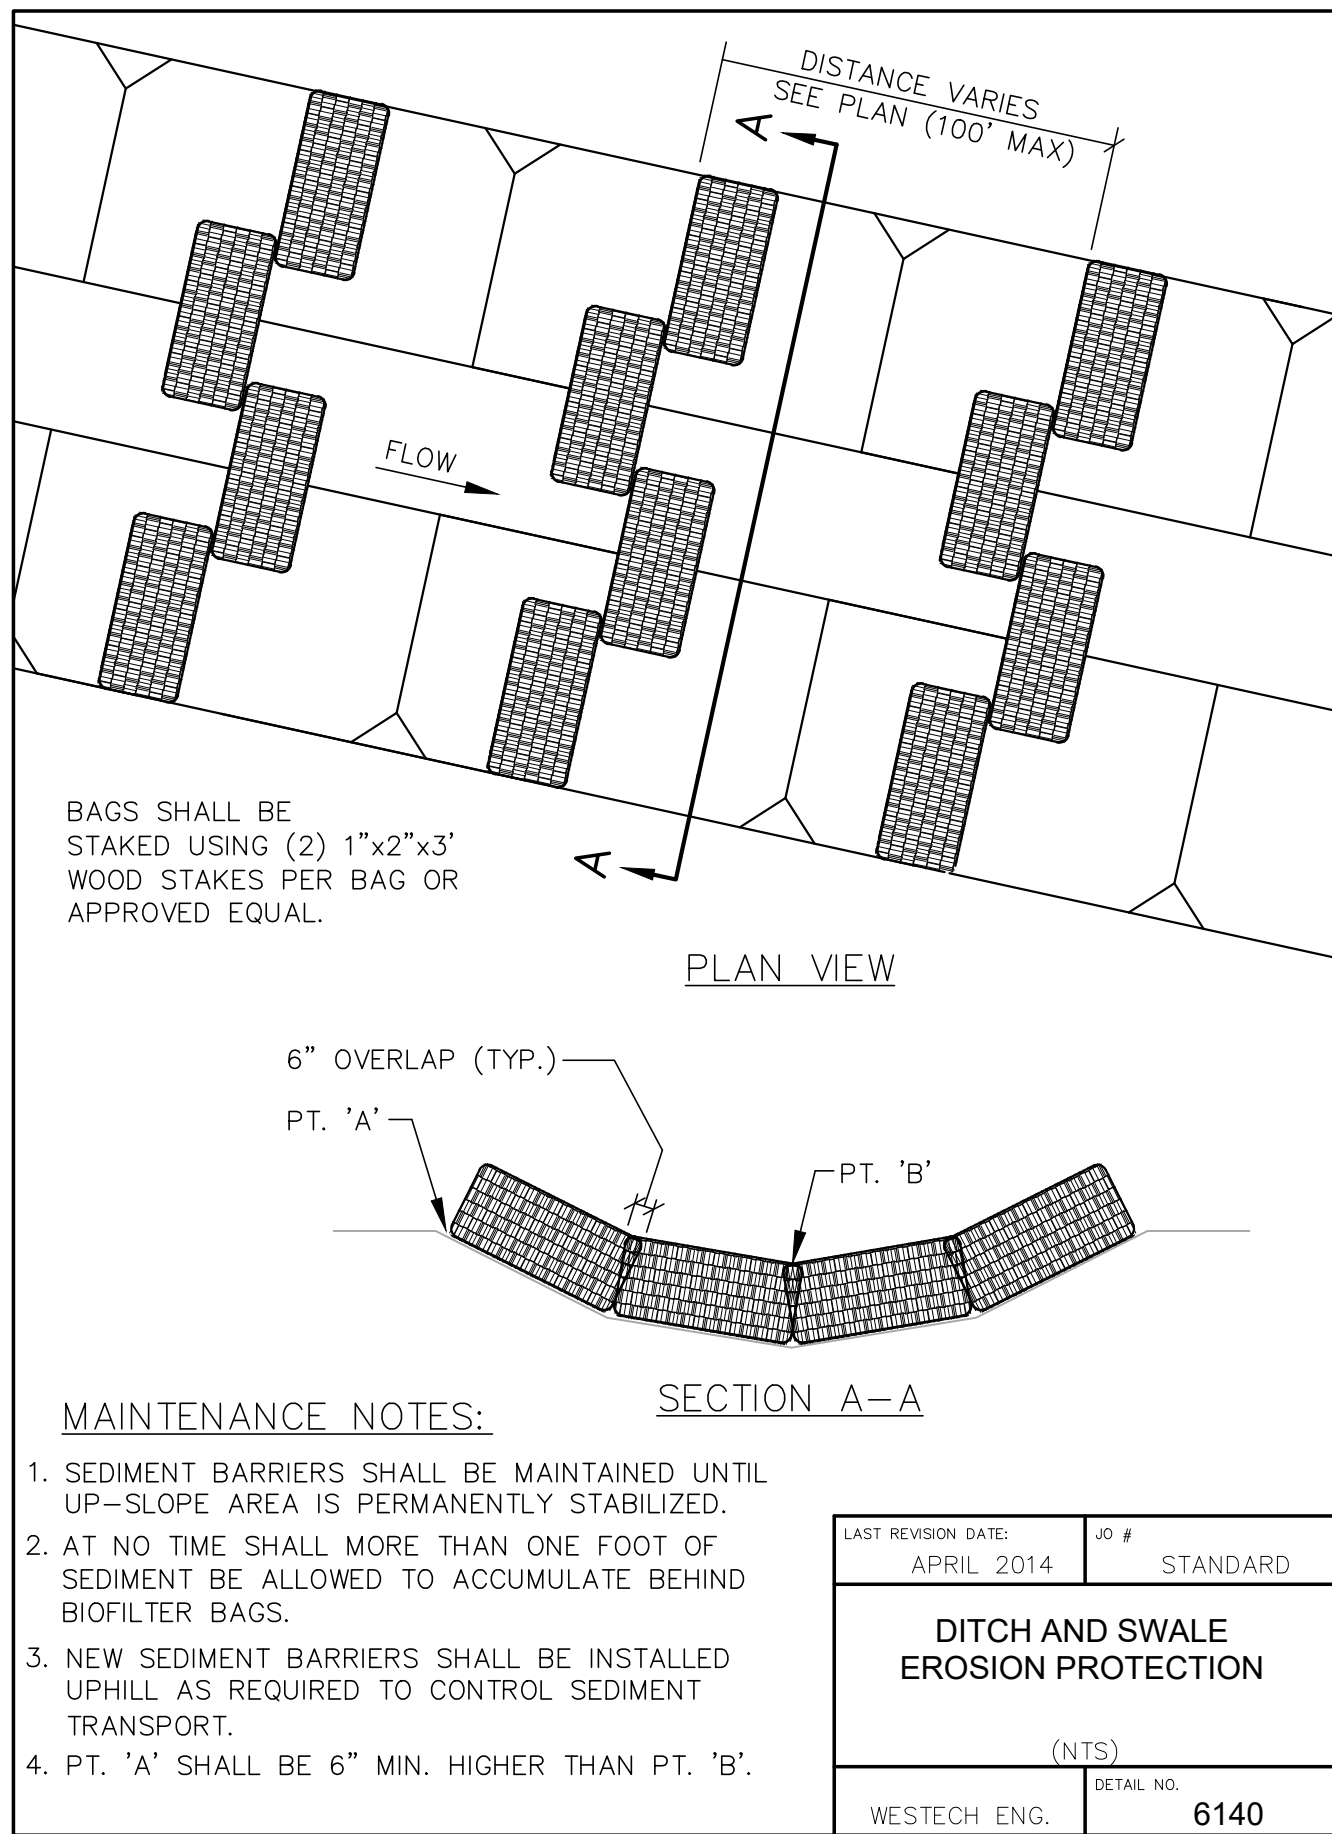 DISTANCE VARIES
SEE PLAN (100' MAX)
A
FLOW
A
BAGS SHALL BE
STAKED USING (2) 1"x2"x3'
WOOD STAKES PER BAG OR
APPROVED EQUAL.
PLAN VIEW
6" OVERLAP (TYP.)
PT. 'A'
PT. 'B'
SECTION A-A
MAINTENANCE NOTES:
1. SEDIMENT BARRIERS SHALL BE MAINTAINED UNTIL
UP-SLOPE AREA IS PERMANENTLY STABILIZED.
2. AT NO TIME SHALL MORE THAN ONE FOOT OF
SEDIMENT BE ALLOWED TO ACCUMULATE BEHIND
BIOFILTER BAGS.
3. NEW SEDIMENT BARRIERS SHALL BE INSTALLED
UPHILL AS REQUIRED TO CONTROL SEDIMENT
TRANSPORT.
4. PT. 'A' SHALL BE 6" MIN. HIGHER THAN PT. 'B'.
LAST REVISION DATE:
APRIL 2014
JO #
STANDARD
DITCH AND SWALE
EROSION PROTECTION
(NTS)
WESTECH ENG.
DETAIL NO.
6140